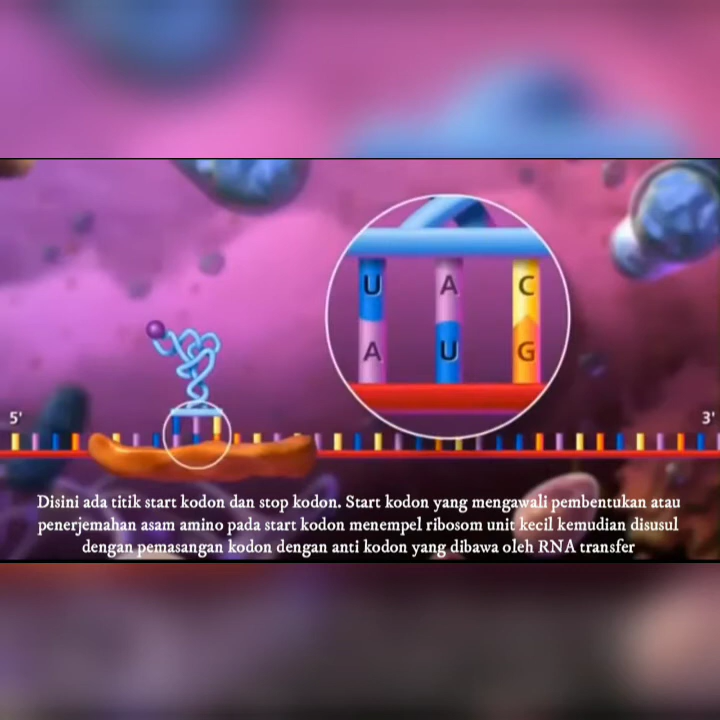 U A C
A U G
5' 3'
Disini ada titik start kodon dan stop kodon. Start kodon yang mengawali pembentukan atau
penerjemahan asam amino pada start kodon menempel ribosom unit kecil kemudian disusul
dengan pemasangan kodon dengan anti kodon yang dibawa oleh RNA transfer